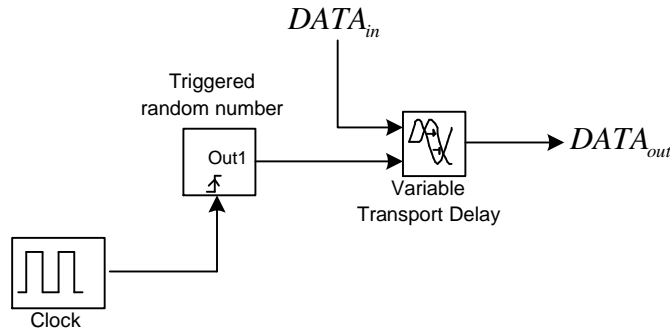 DATA_in
Triggered
random number
Out1
DATA_out
Variable
Transport Delay
Clock